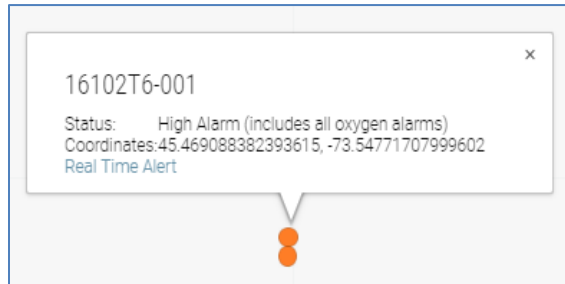 ×
16102T6-001
Status: High Alarm (includes all oxygen alarms)
Coordinates:45.469088382393615, -73.54771707999602
Real Time Alert